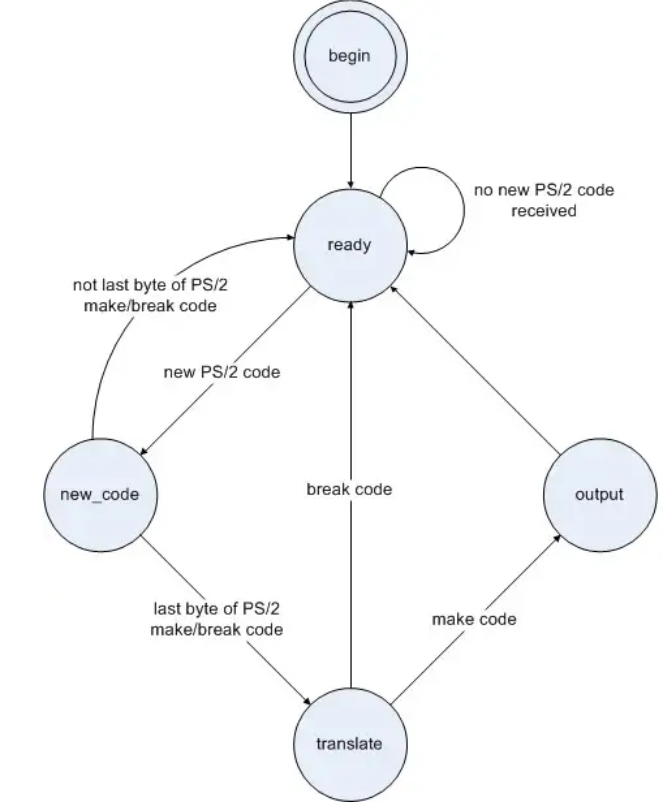 begin
no new PS/2 code
received
ready
not last byte of PS/2
make/break code
new PS/2 code
new_code
break code
output
last byte of PS/2
make/break code
make code
translate